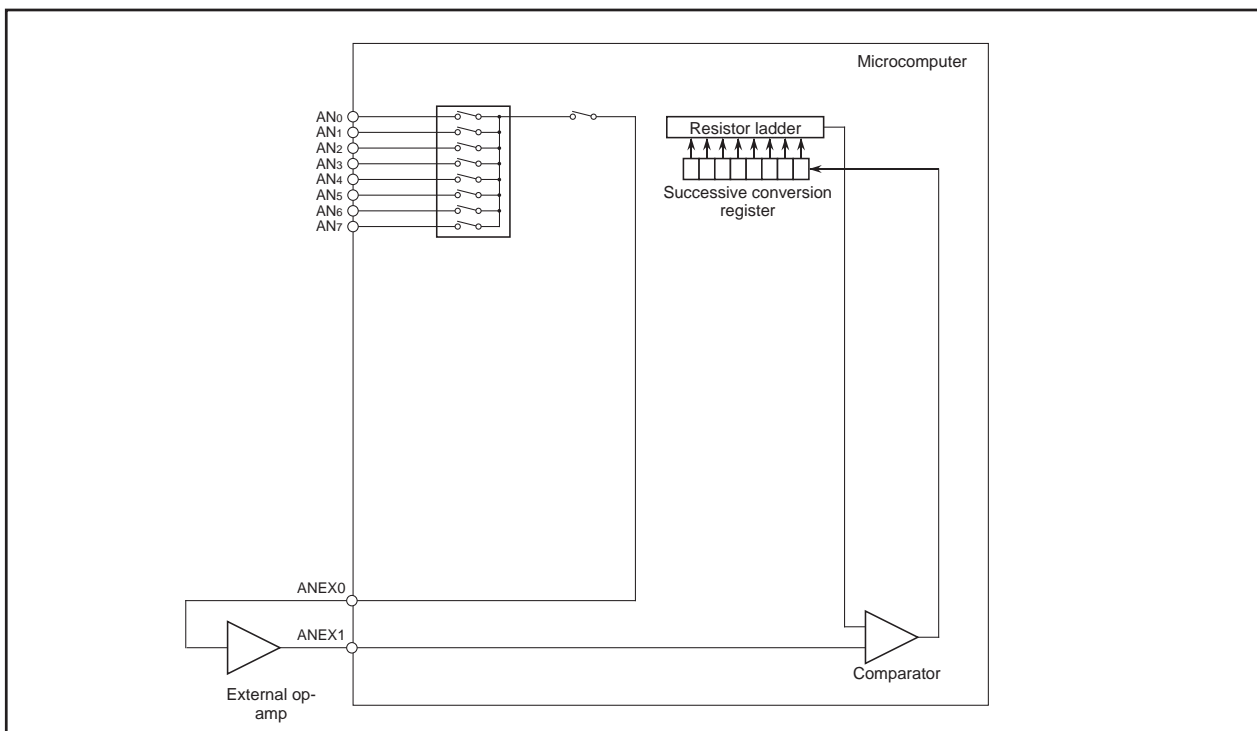 Microcomputer
AN0
AN1
AN2
AN3
AN4
AN5
AN6
AN7
Resistor ladder
Successive conversion
register
ANEX0
ANEX1
Comparator
External op-
amp